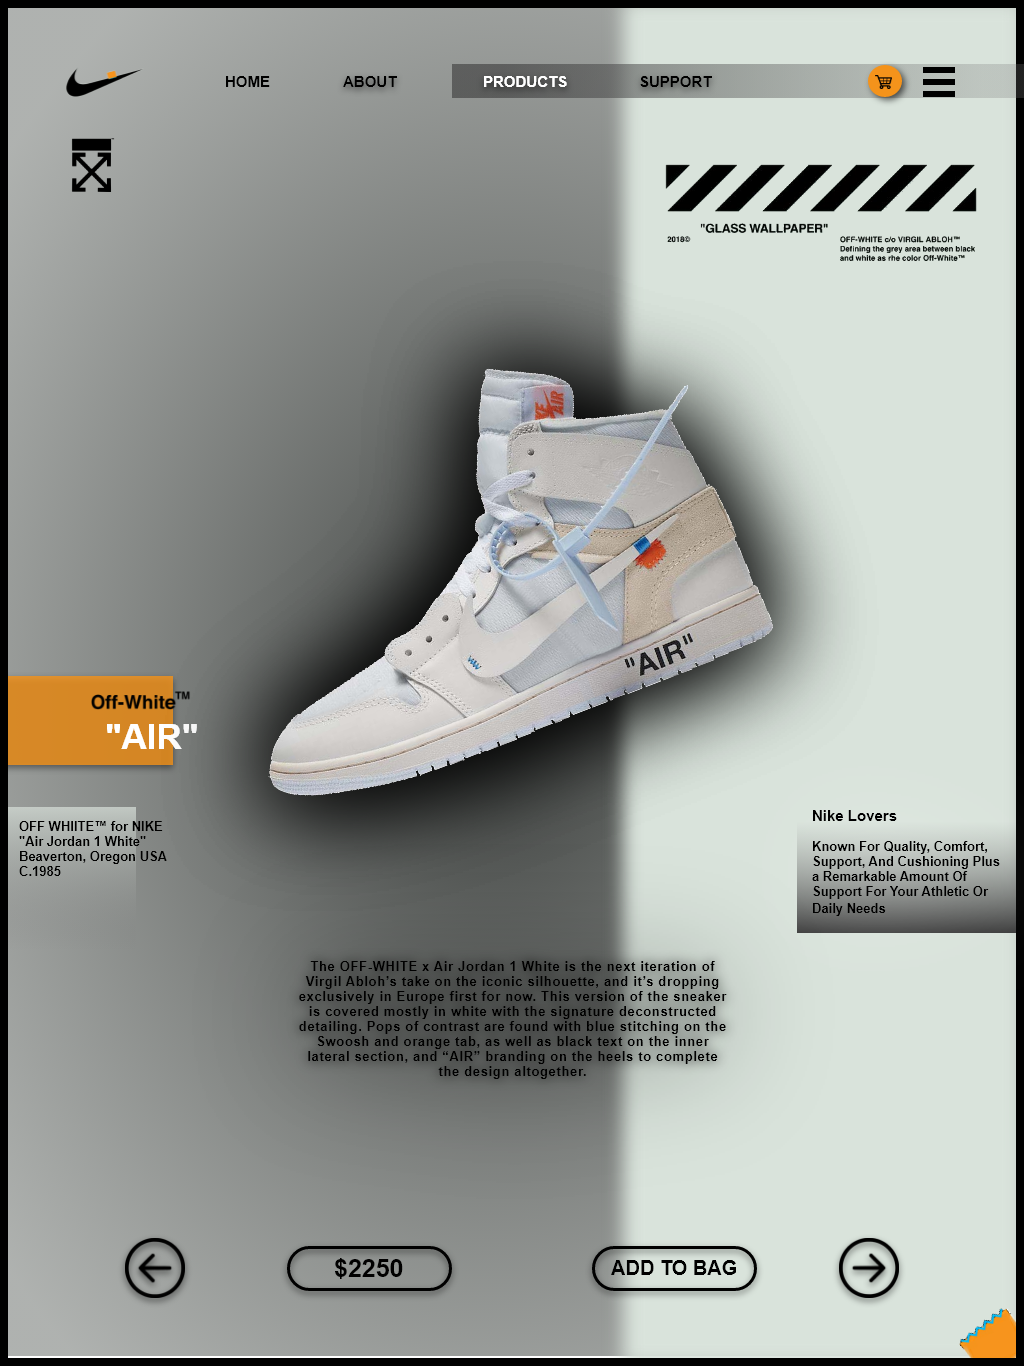 HOME
ABOUT
PRODUCTS
SUPPORT
"GLASS WALLPAPER"
2018©
OFF-WHITE c/o VIRGIL ABLOH™
Defining the grey area between black
and white as rhe color Off-White™
NIKE
AIR
"AIR"
Off-White™
"AIR"
OFF WHIITE™ for NIKE
"Air Jordan 1 White"
Beaverton, Oregon USA
C.1985
Nike Lovers
Known For Quality, Comfort,
Support, And Cushioning Plus
a Remarkable Amount Of
Support For Your Athletic Or
Daily Needs
The OFF-WHITE x Air Jordan 1 White is the next iteration of
Virgil Abloh’s take on the iconic silhouette, and it’s dropping
exclusively in Europe first for now. This version of the sneaker
is covered mostly in white with the signature deconstructed
detailing. Pops of contrast are found with blue stitching on the
Swoosh and orange tab, as well as black text on the inner
lateral section, and “AIR” branding on the heels to complete
the design altogether.
$2250
ADD TO BAG